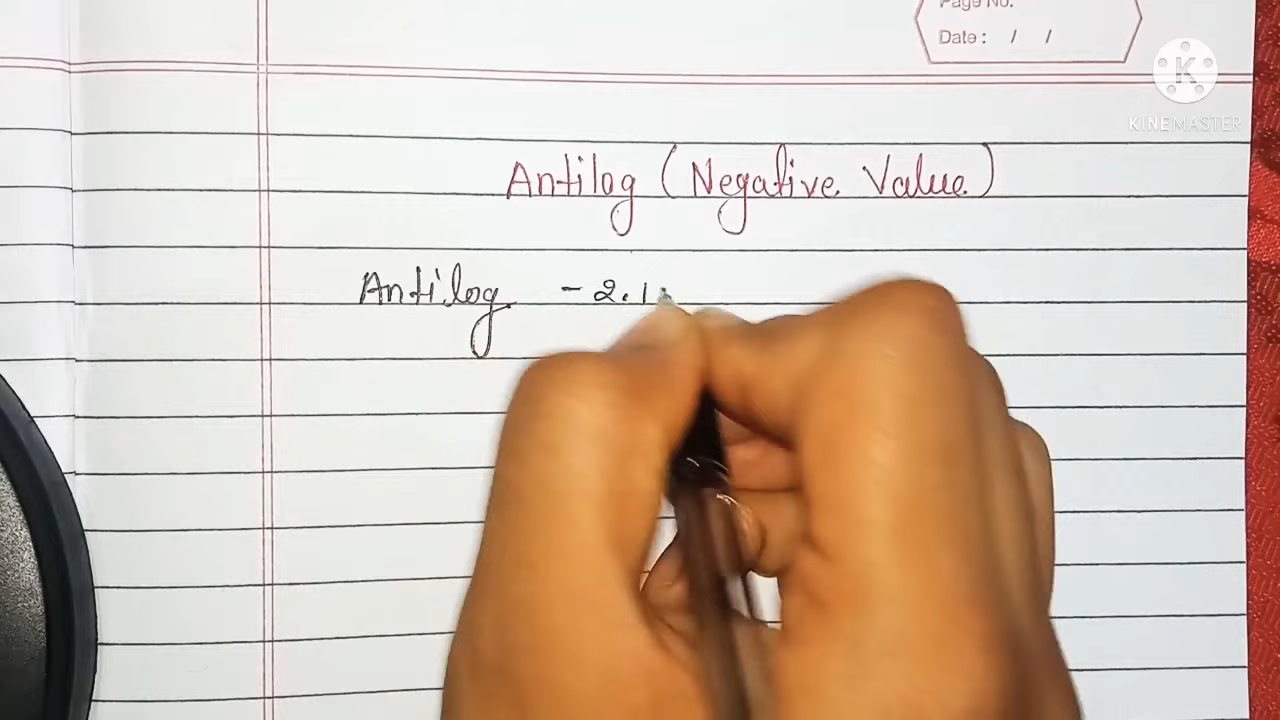 Page No.
Date : / /
K
KINEMASTER
Antilog (Negative Value)
Antilog - 2.1